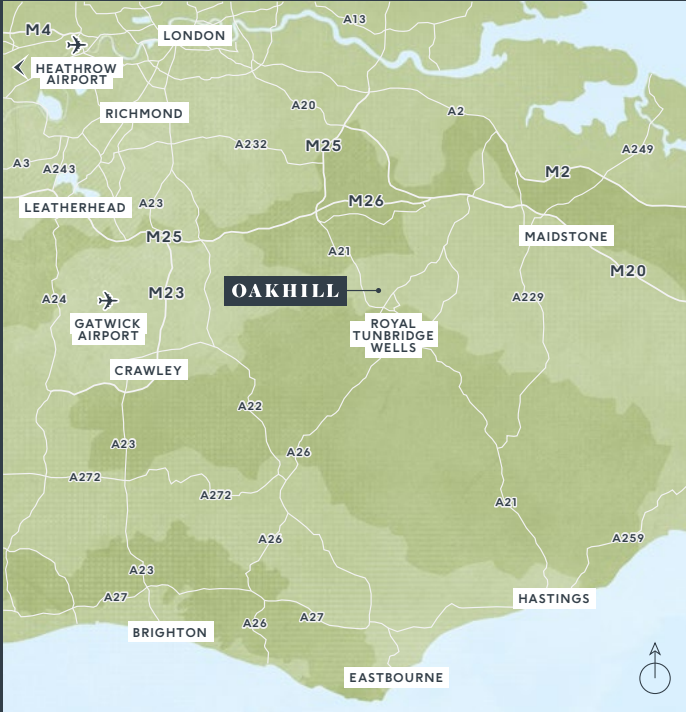 M4
A13
LONDON
HEATHROW
AIRPORT
RICHMOND
A20
A2
A232
M25
A249
A3
A243
M2
LEATHERHEAD
A23
M26
M25
MAIDSTONE
A21
M20
A24
M23
OAKHILL
A229
GATWICK
AIRPORT
ROYAL
TUNBRIDGE
WELLS
CRAWLEY
A22
A23
A26
A272
A272
A21
A26
A259
A23
A27
HASTINGS
A27
A26
BRIGHTON
EASTBOURNE